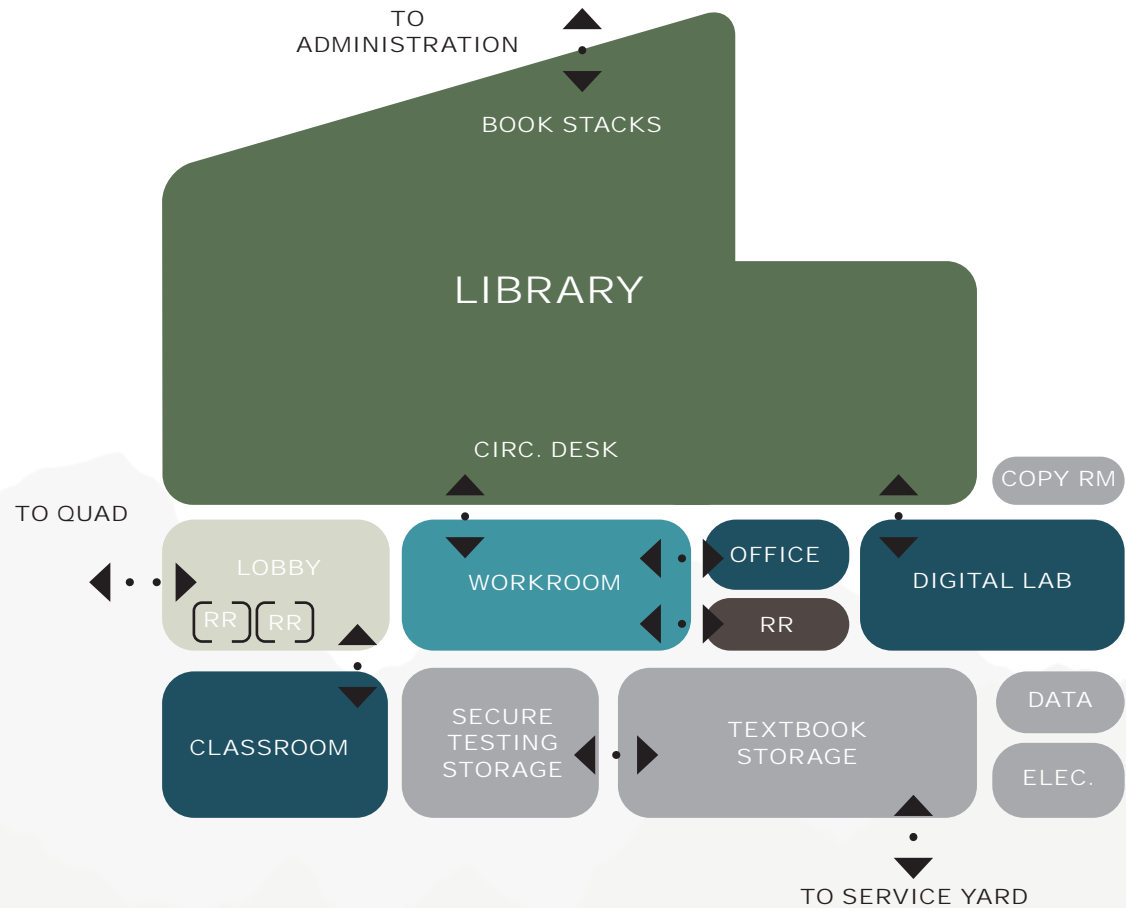 TO
ADMINISTRATION
BOOK STACKS
LIBRARY
CIRC. DESK
COPY RM
TO QUAD
LOBBY
RR
RR
WORKROOM
OFFICE
RR
DIGITAL LAB
CLASSROOM
SECURE
TESTING
STORAGE
TEXTBOOK
STORAGE
DATA
ELEC.
TO SERVICE YARD